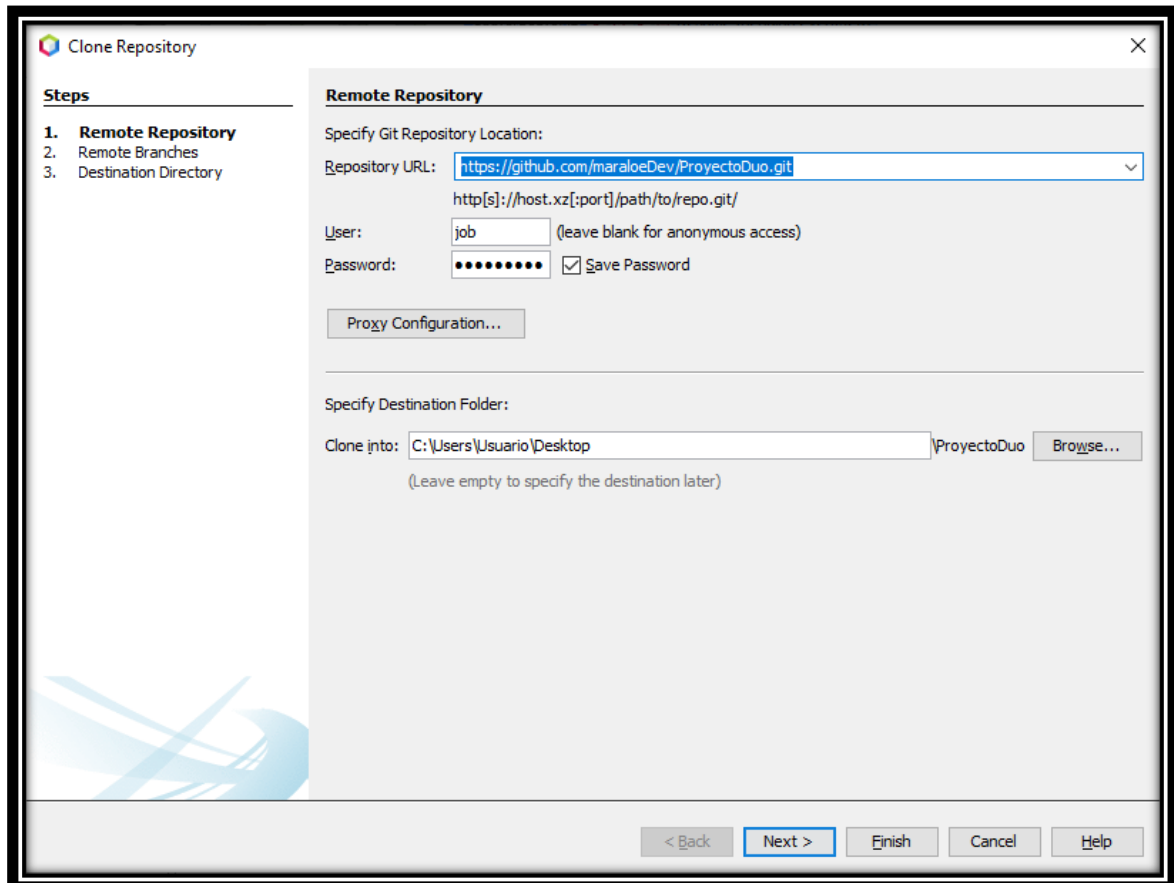 Clone Repository
Steps
1. Remote Repository
2. Remote Branches
3. Destination Directory
Remote Repository
Specify Git Repository Location:
Repository URL: https://github.com/maraloeDev/ProyectoDuo.git
http[s]://host.xz[:port]/path/to/repo.git/
User: job (leave blank for anonymous access)
Password: ●●●●●●●●● Save Password
Proxy Configuration...
Specify Destination Folder:
Clone into: C:\Users\Usuario\Desktop \ProyectoDuo Browse...
(Leave empty to specify the destination later)
< Back Next > Finish Cancel Help